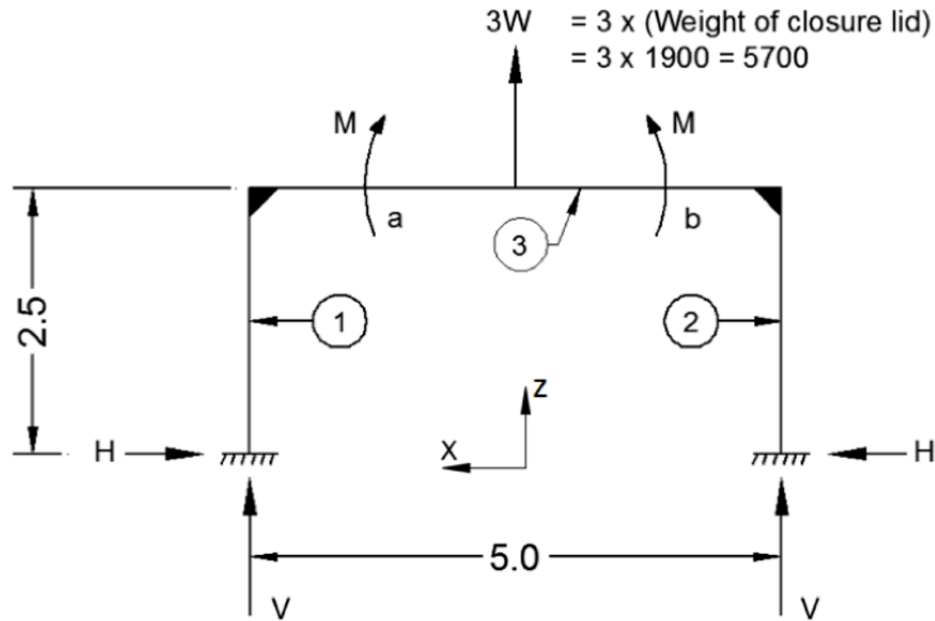 3W = 3 x (Weight of closure lid)
= 3 x 1900 = 5700
M M
a b
3
2.5
1 2
Z
X
H H
5.0
V V